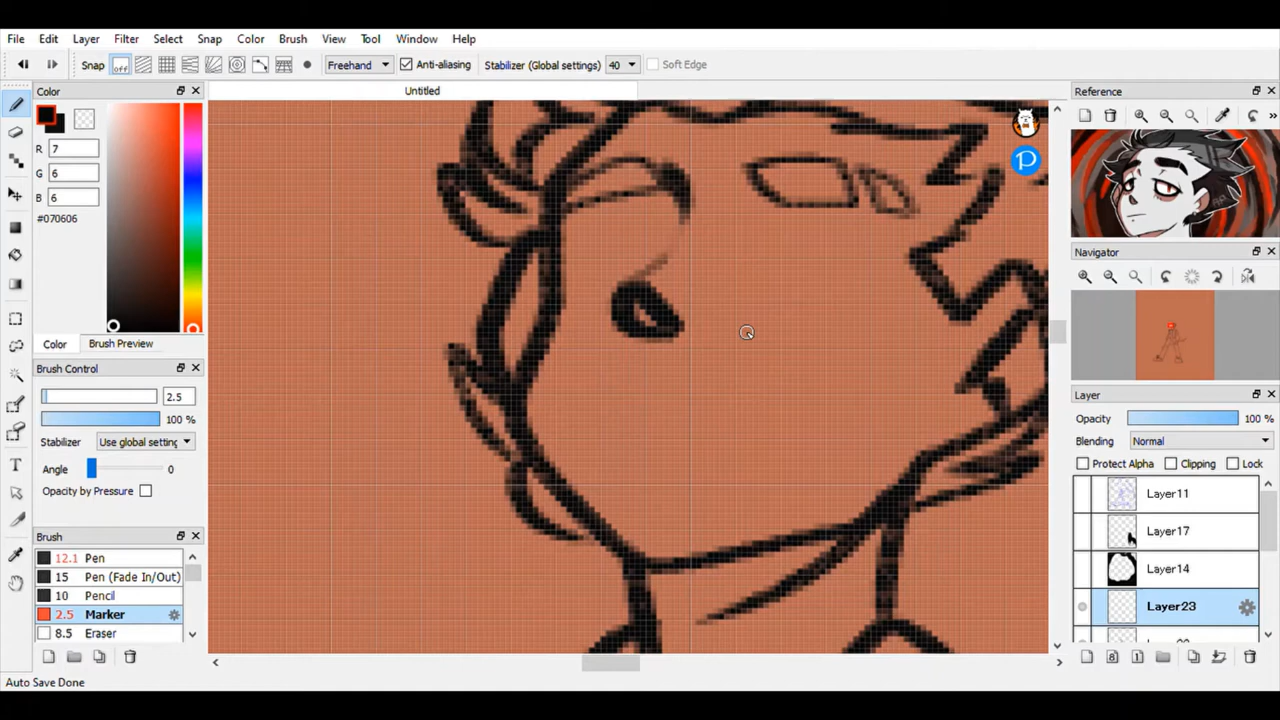 File Edit Layer Filter Select Snap Color Brush View Tool Window Help
Snap off Freehand Anti-aliasing Stabilizer (Global settings) 40 Soft Edge
Color
Untitled
Reference
R 7
G 6
B 6
#070606
Color Brush Preview
Navigator
Brush Control
2.5
100 %
Stabilizer Use global setting
Angle 0
Opacity by Pressure
Brush
12.1 Pen
15 Pen (Fade In/Out)
10 Pencil
2.5 Marker
8.5 Eraser
Layer
Opacity 100 %
Blending Normal
Protect Alpha Clipping Lock
Layer11
Layer17
Layer14
Layer23
Auto Save Done